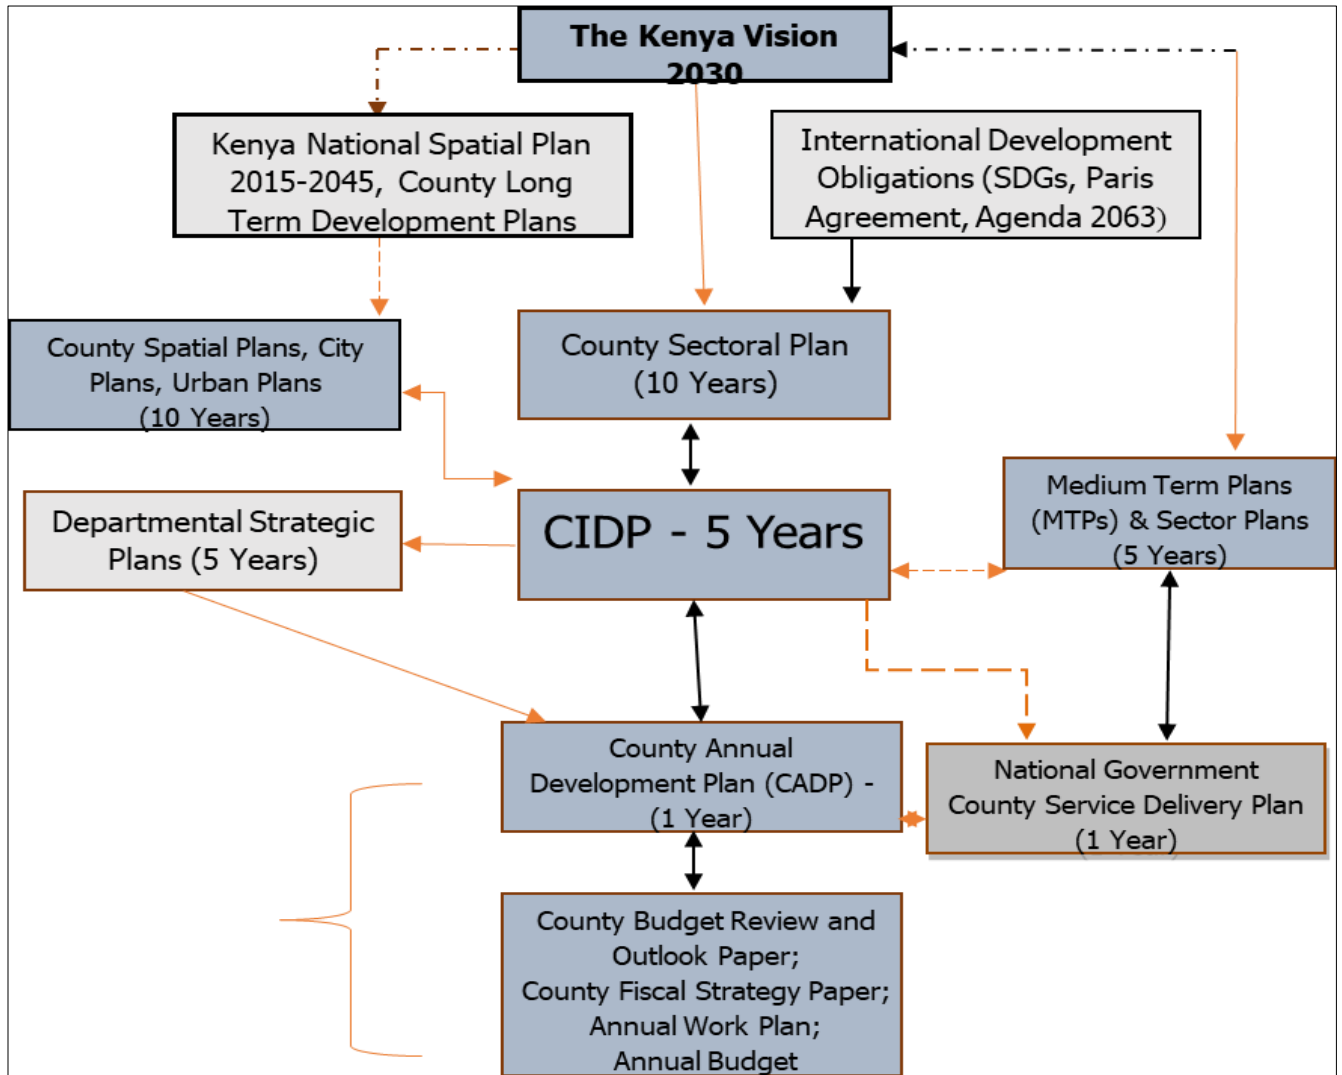 The Kenya Vision
2030
Kenya National Spatial Plan
2015-2045, County Long
Term Development Plans
International Development
Obligations (SDGs, Paris
Agreement, Agenda 2063)
County Spatial Plans, City
Plans, Urban Plans
(10 Years)
County Sectoral Plan
(10 Years)
Departmental Strategic
Plans (5 Years)
CIDP - 5 Years
Medium Term Plans
(MTPs) & Sector Plans
(5 Years)
County Annual
Development Plan (CADP) -
(1 Year)
National Government
County Service Delivery Plan
(1 Year)
County Budget Review and
Outlook Paper;
County Fiscal Strategy Paper;
Annual Work Plan;
Annual Budget